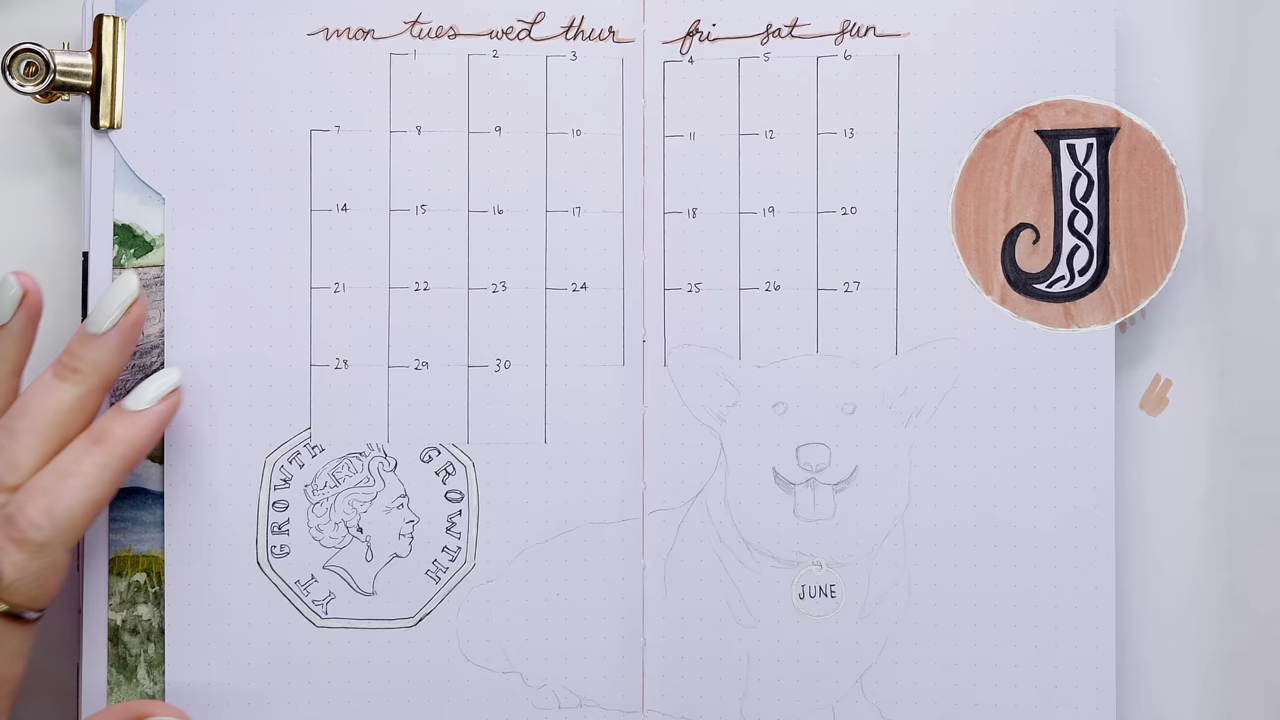 mon tues wed thur fri sat sun
1 2 3 4 5 6
7 8 9 10 11 12 13
14 15 16 17 18 19 20
21 22 23 24 25 26 27
28 29 30
J
GROWTH
GROWTH
YT
JUNE